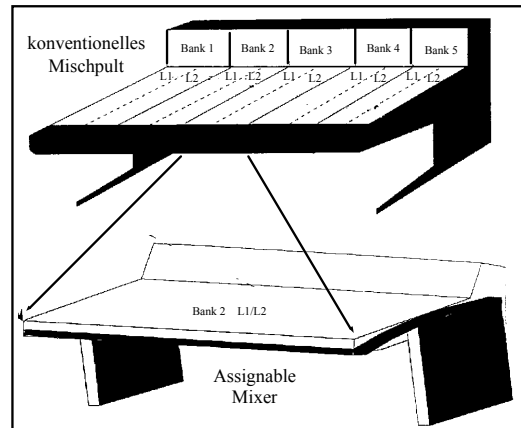 konventionelles
Mischpult
Bank 1 Bank 2 Bank 3 Bank 4 Bank 5
L1 L2 L1 L2 L1 L2 L1 L2 L1 L2
Bank 2 L1/L2
Assignable
Mixer